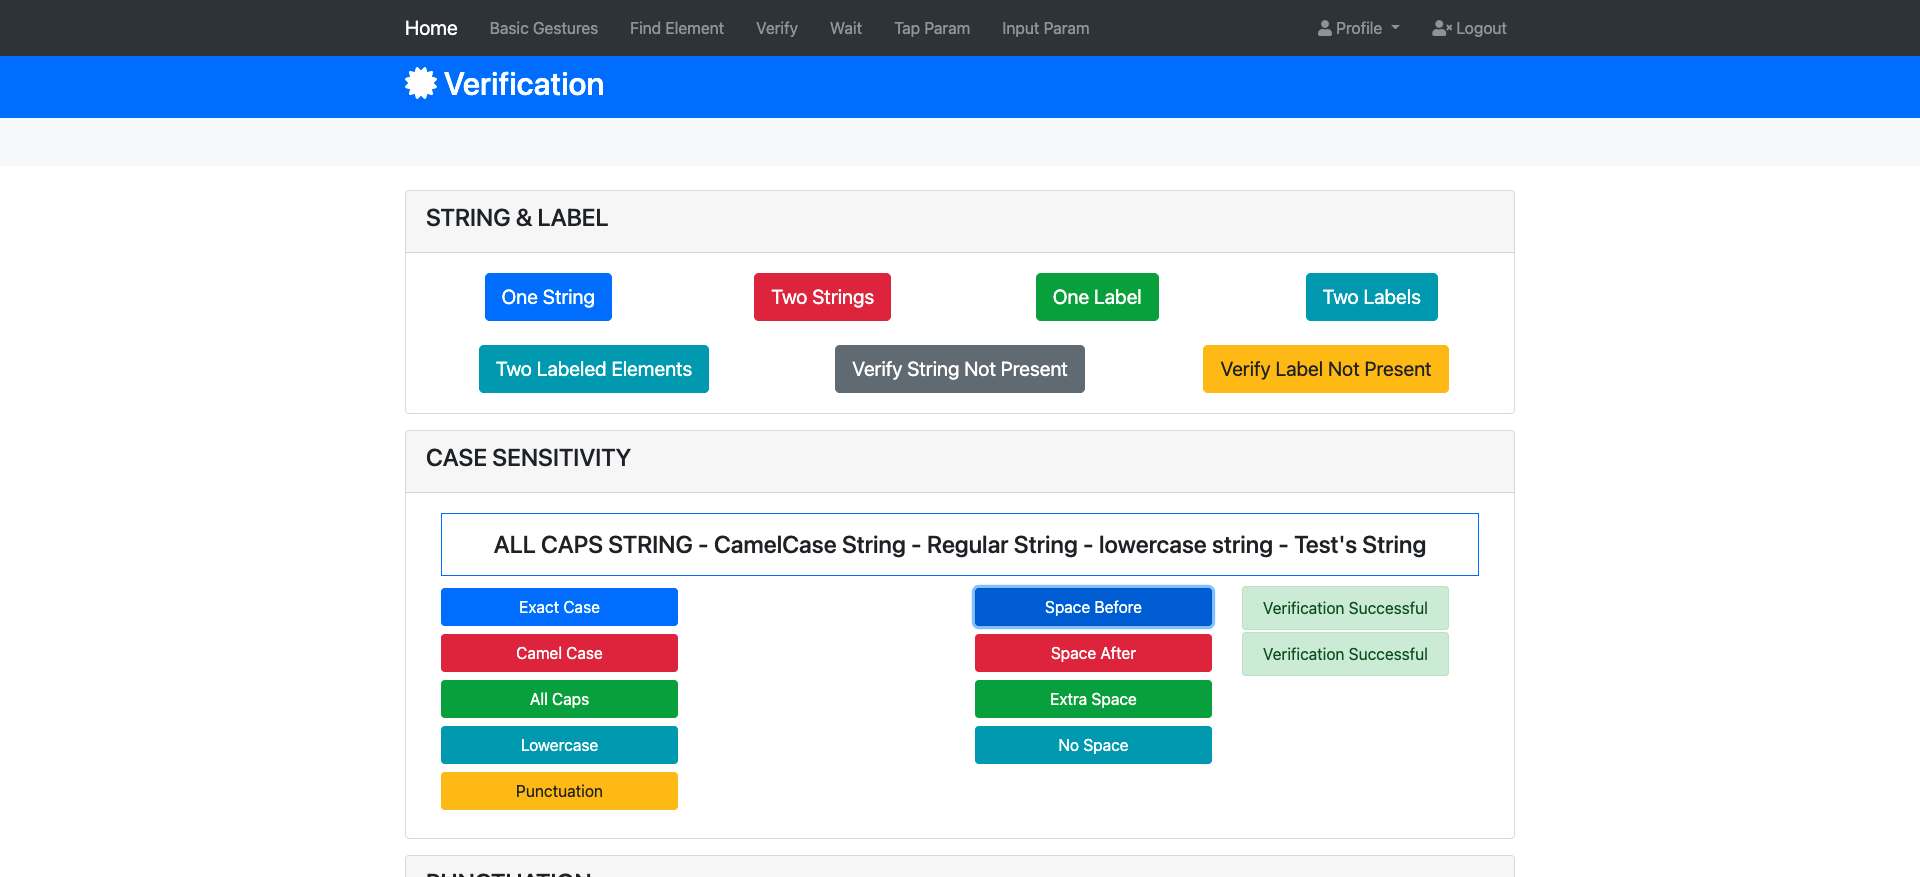 Home Basic Gestures Find Element Verify Wait Tap Param Input Param Profile Logout
Verification
STRING & LABEL
One String Two Strings One Label Two Labels
Two Labeled Elements Verify String Not Present Verify Label Not Present
CASE SENSITIVITY
ALL CAPS STRING - CamelCase String - Regular String - lowercase string - Test's String
Exact Case Space Before Verification Successful
Camel Case Space After Verification Successful
All Caps Extra Space
Lowercase No Space
Punctuation
PUNCTUATION